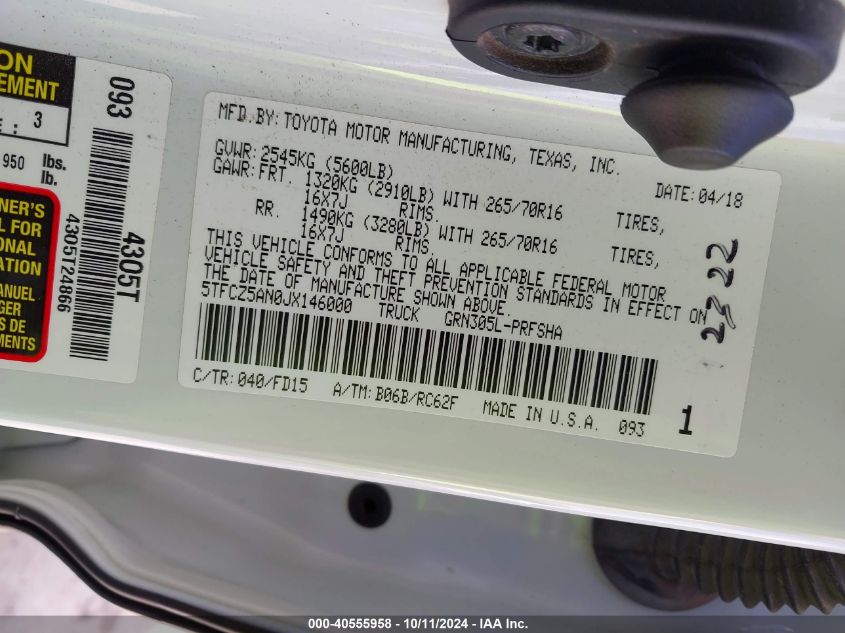 ON
EMENT
E : 3
950 lbs.
lb.
NER'S
L FOR
ONAL
ATION
ANUEL
GER
S DE
MENTS
093
4305T
4305724866
MFD. BY: TOYOTA MOTOR MANUFACTURING, TEXAS, INC.
DATE: 04/18
GVWR: 2545KG (5600LB)
GAWR: FRT. 1320KG (2910LB) WITH 265/70R16 TIRES,
16X7J RIMS.
RR. 1490KG (3280LB) WITH 265/70R16 TIRES,
16X7J RIMS.
THIS VEHICLE CONFORMS TO ALL APPLICABLE FEDERAL MOTOR
VEHICLE SAFETY AND THEFT PREVENTION STANDARDS IN EFFECT ON
THE DATE OF MANUFACTURE SHOWN ABOVE.
5TFCZ5AN0JX146000 TRUCK GRN305L-PRFSHA
C/TR: 040/FD15 A/TM: B06B/RC62F MADE IN U.S.A. 093 1
000-40555958 - 10/11/2024 - IAA Inc.